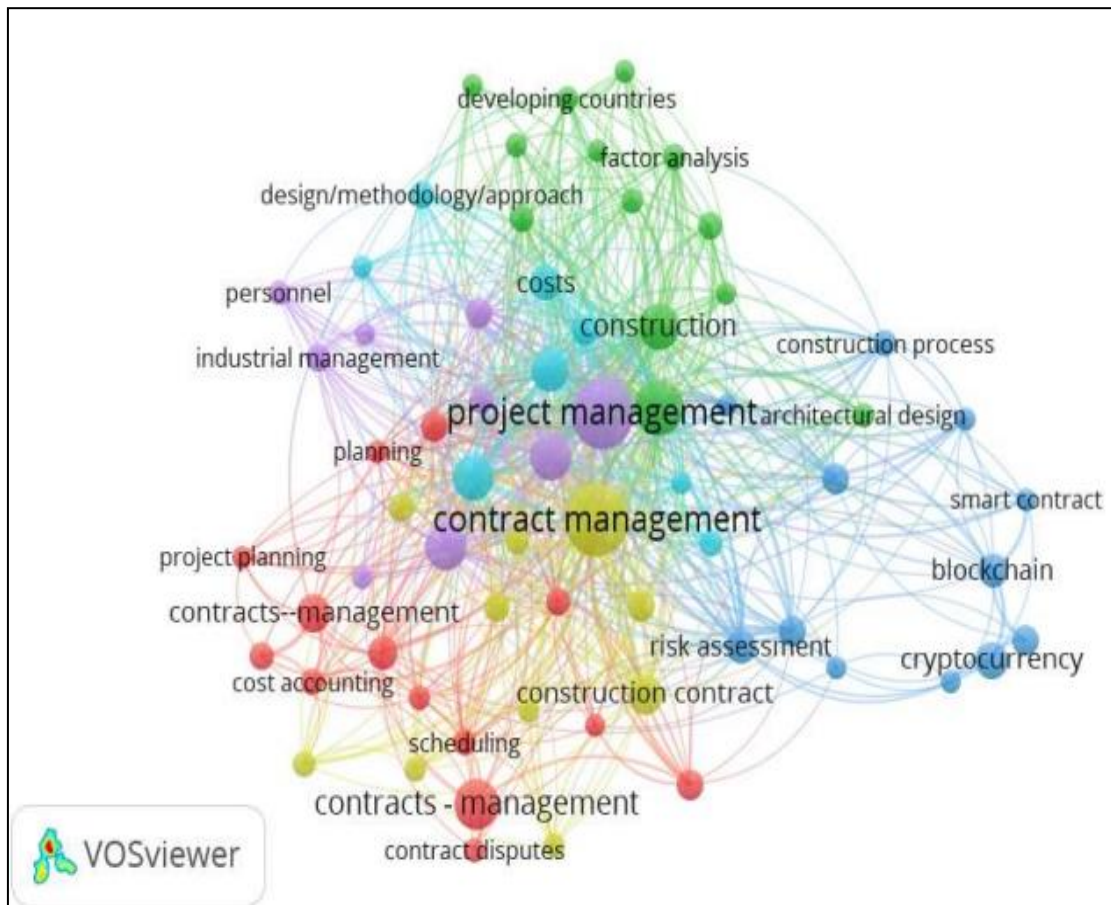 developing countries
factor analysis
design/methodology/approach
costs
personnel
construction
construction process
industrial management
project management
architectural design
planning
smart contract
contract management
project planning
blockchain
contracts--management
risk assessment
cryptocurrency
cost accounting
construction contract
scheduling
contracts - management
contract disputes
VOSviewer